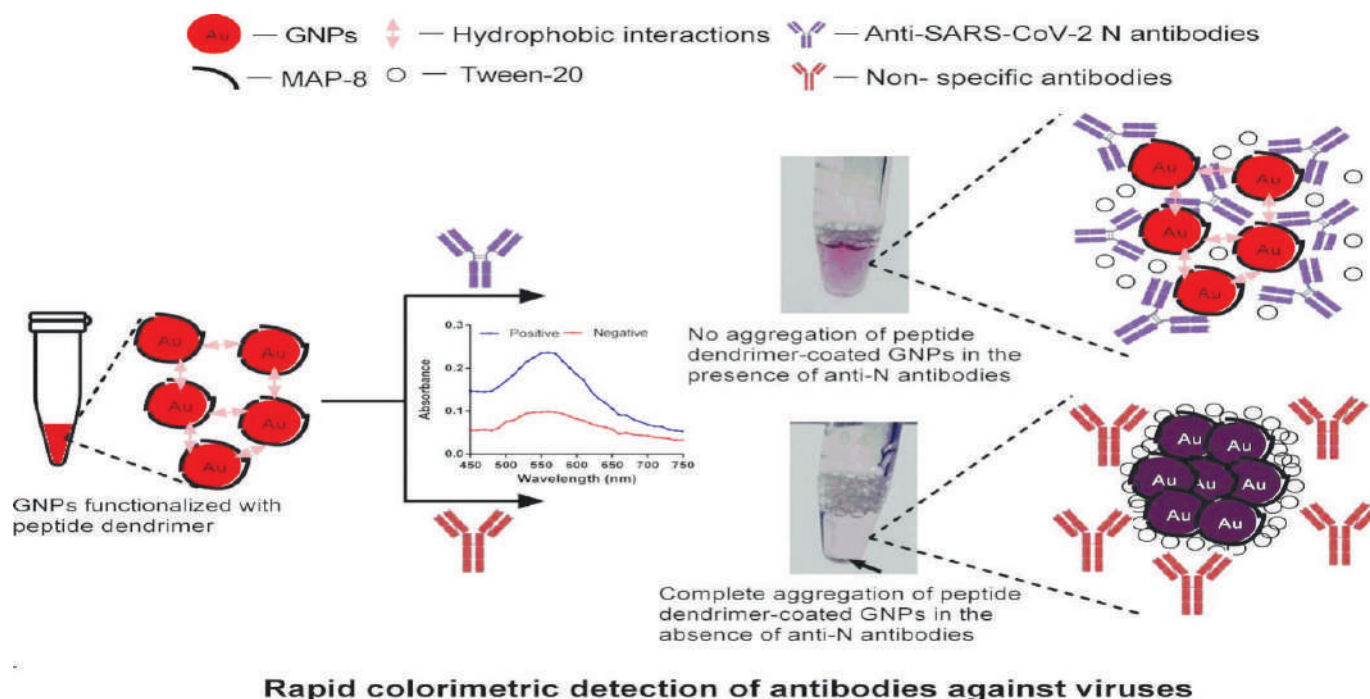 Au — GNPs
— Hydrophobic interactions
— Anti-SARS-CoV-2 N antibodies
— MAP-8
— Tween-20
— Non- specific antibodies
Au
Au
Au
Au
Au
GNPs functionalized with
peptide dendrimer
Positive
Negative
0.3
0.2
0.1
0.0
Absorbance
450 500 550 600 650 700 750
Wavelength (nm)
No aggregation of peptide
dendrimer-coated GNPs in the
presence of anti-N antibodies
Au
Au
Au
Au
Au
Complete aggregation of peptide
dendrimer-coated GNPs in the
absence of anti-N antibodies
Au
Au
Au
Au
Au
Au
Au
Rapid colorimetric detection of antibodies against viruses